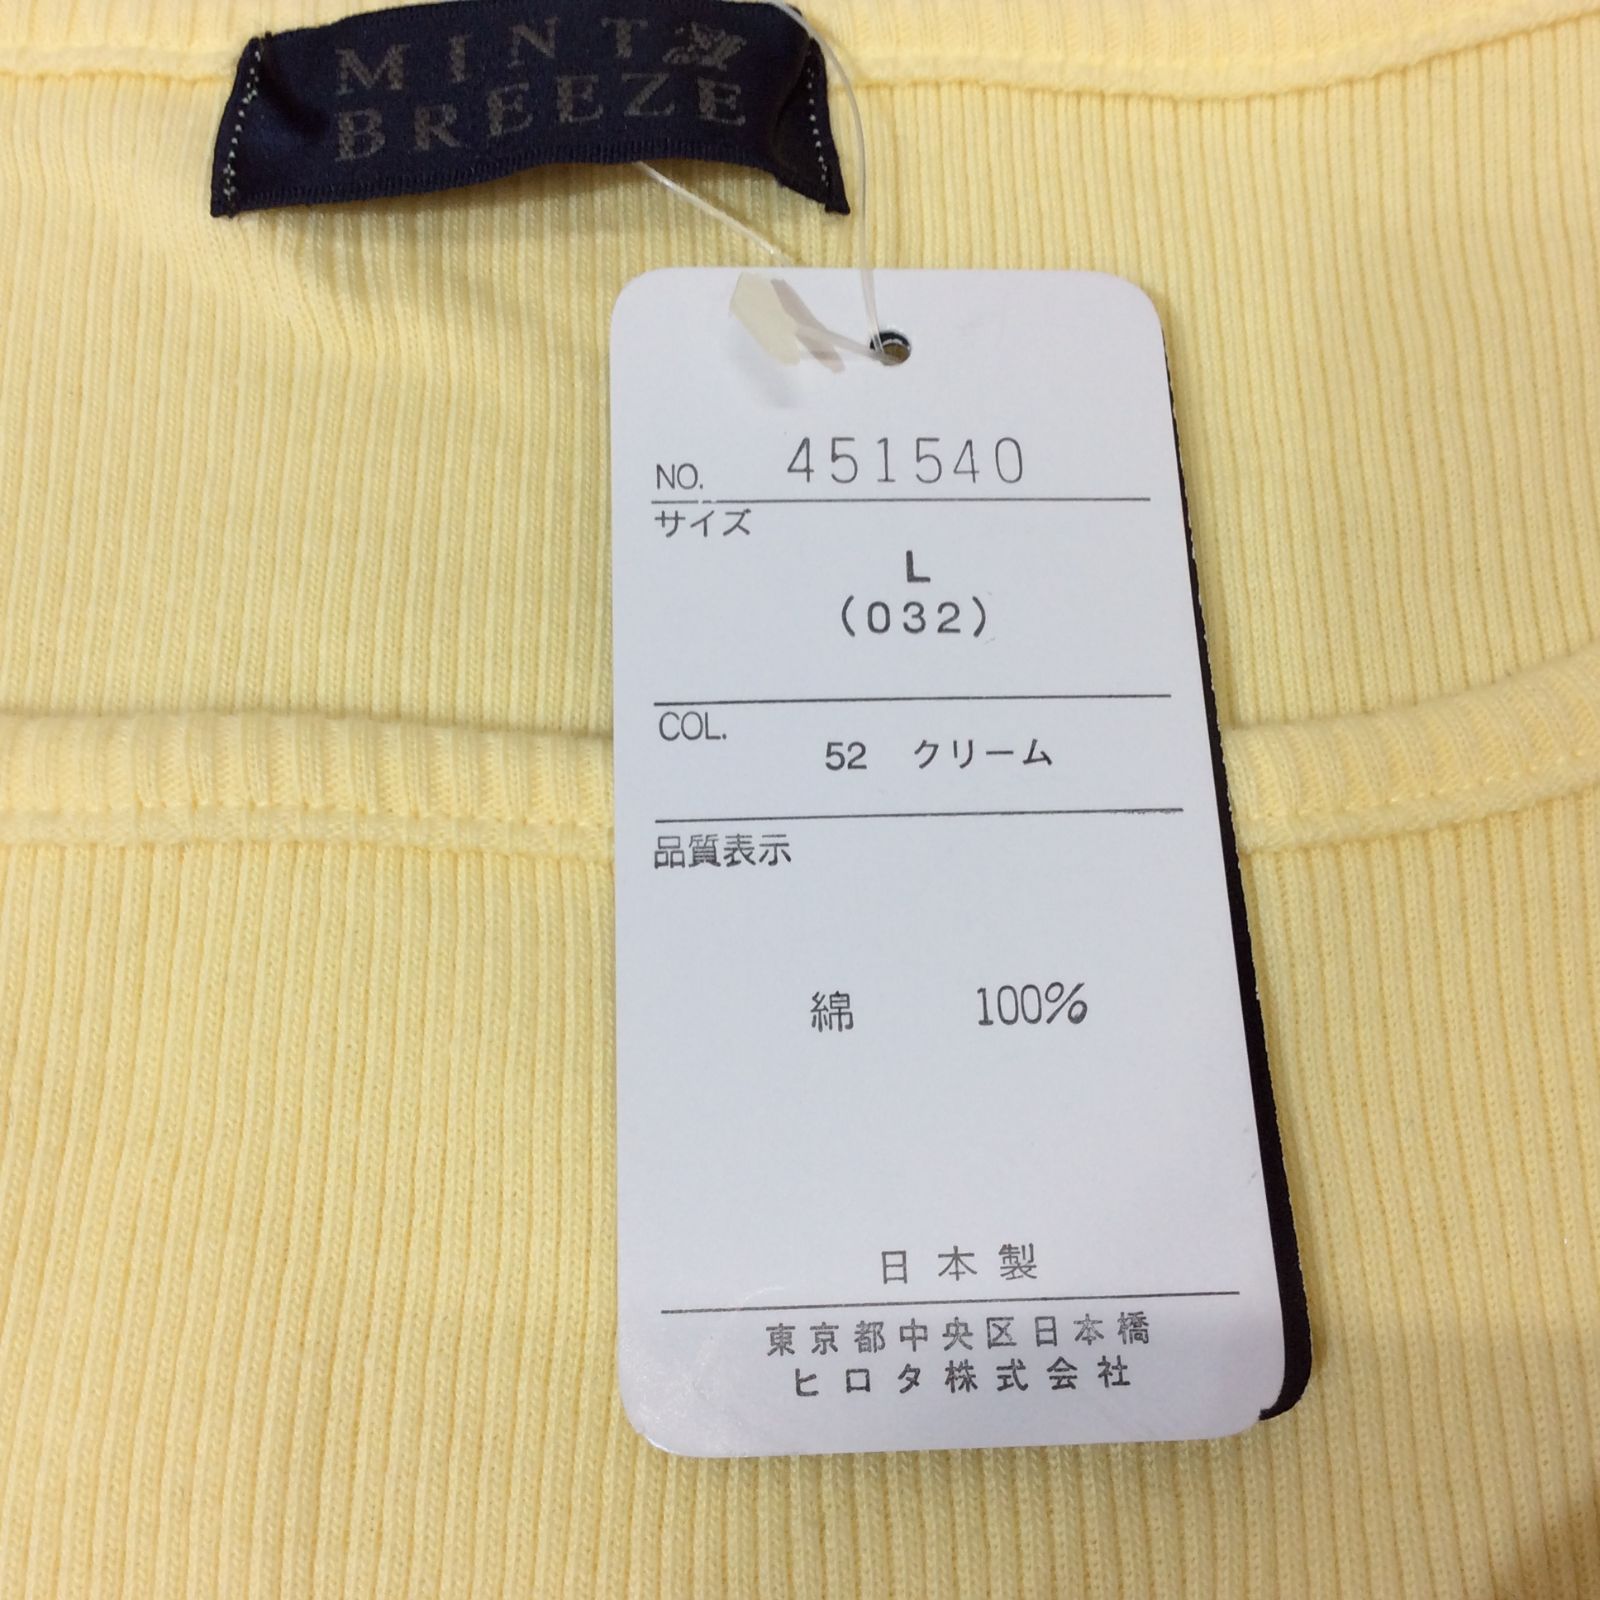 MINT
BREEZE
NO. 451540
サイズ
L
(032)
COL.
52 クリーム
品質表示
綿 100%
日本製
東京都中央区日本橋
ヒロタ株式会社